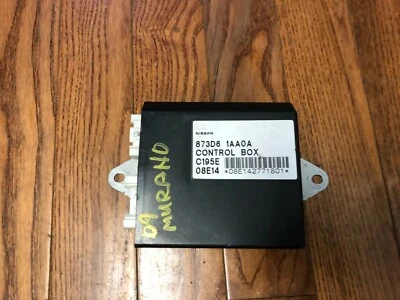 NISSAN
873D6 1AA0A
CONTROL BOX
C195E
08E14 *08E142771801*
09
MURANO